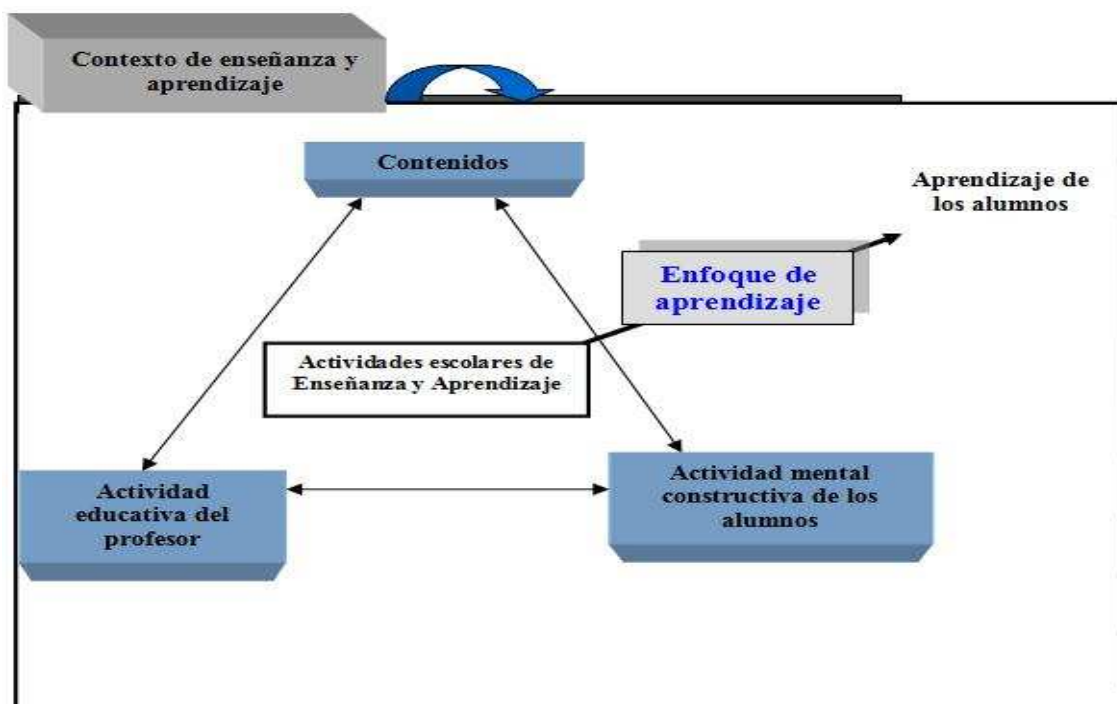 Contexto de enseñanza y
aprendizaje
Contenidos
Aprendizaje de
los alumnos
Enfoque de
aprendizaje
Actividades escolares de
Enseñanza y Aprendizaje
Actividad
educativa del
profesor
Actividad mental
constructiva de los
alumnos